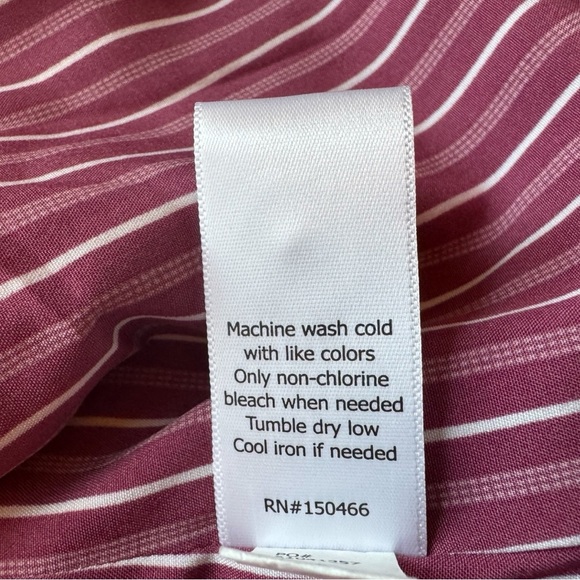 Machine wash cold
with like colors
Only non-chlorine
bleach when needed
Tumble dry low
Cool iron if needed
RN#150466
PO#